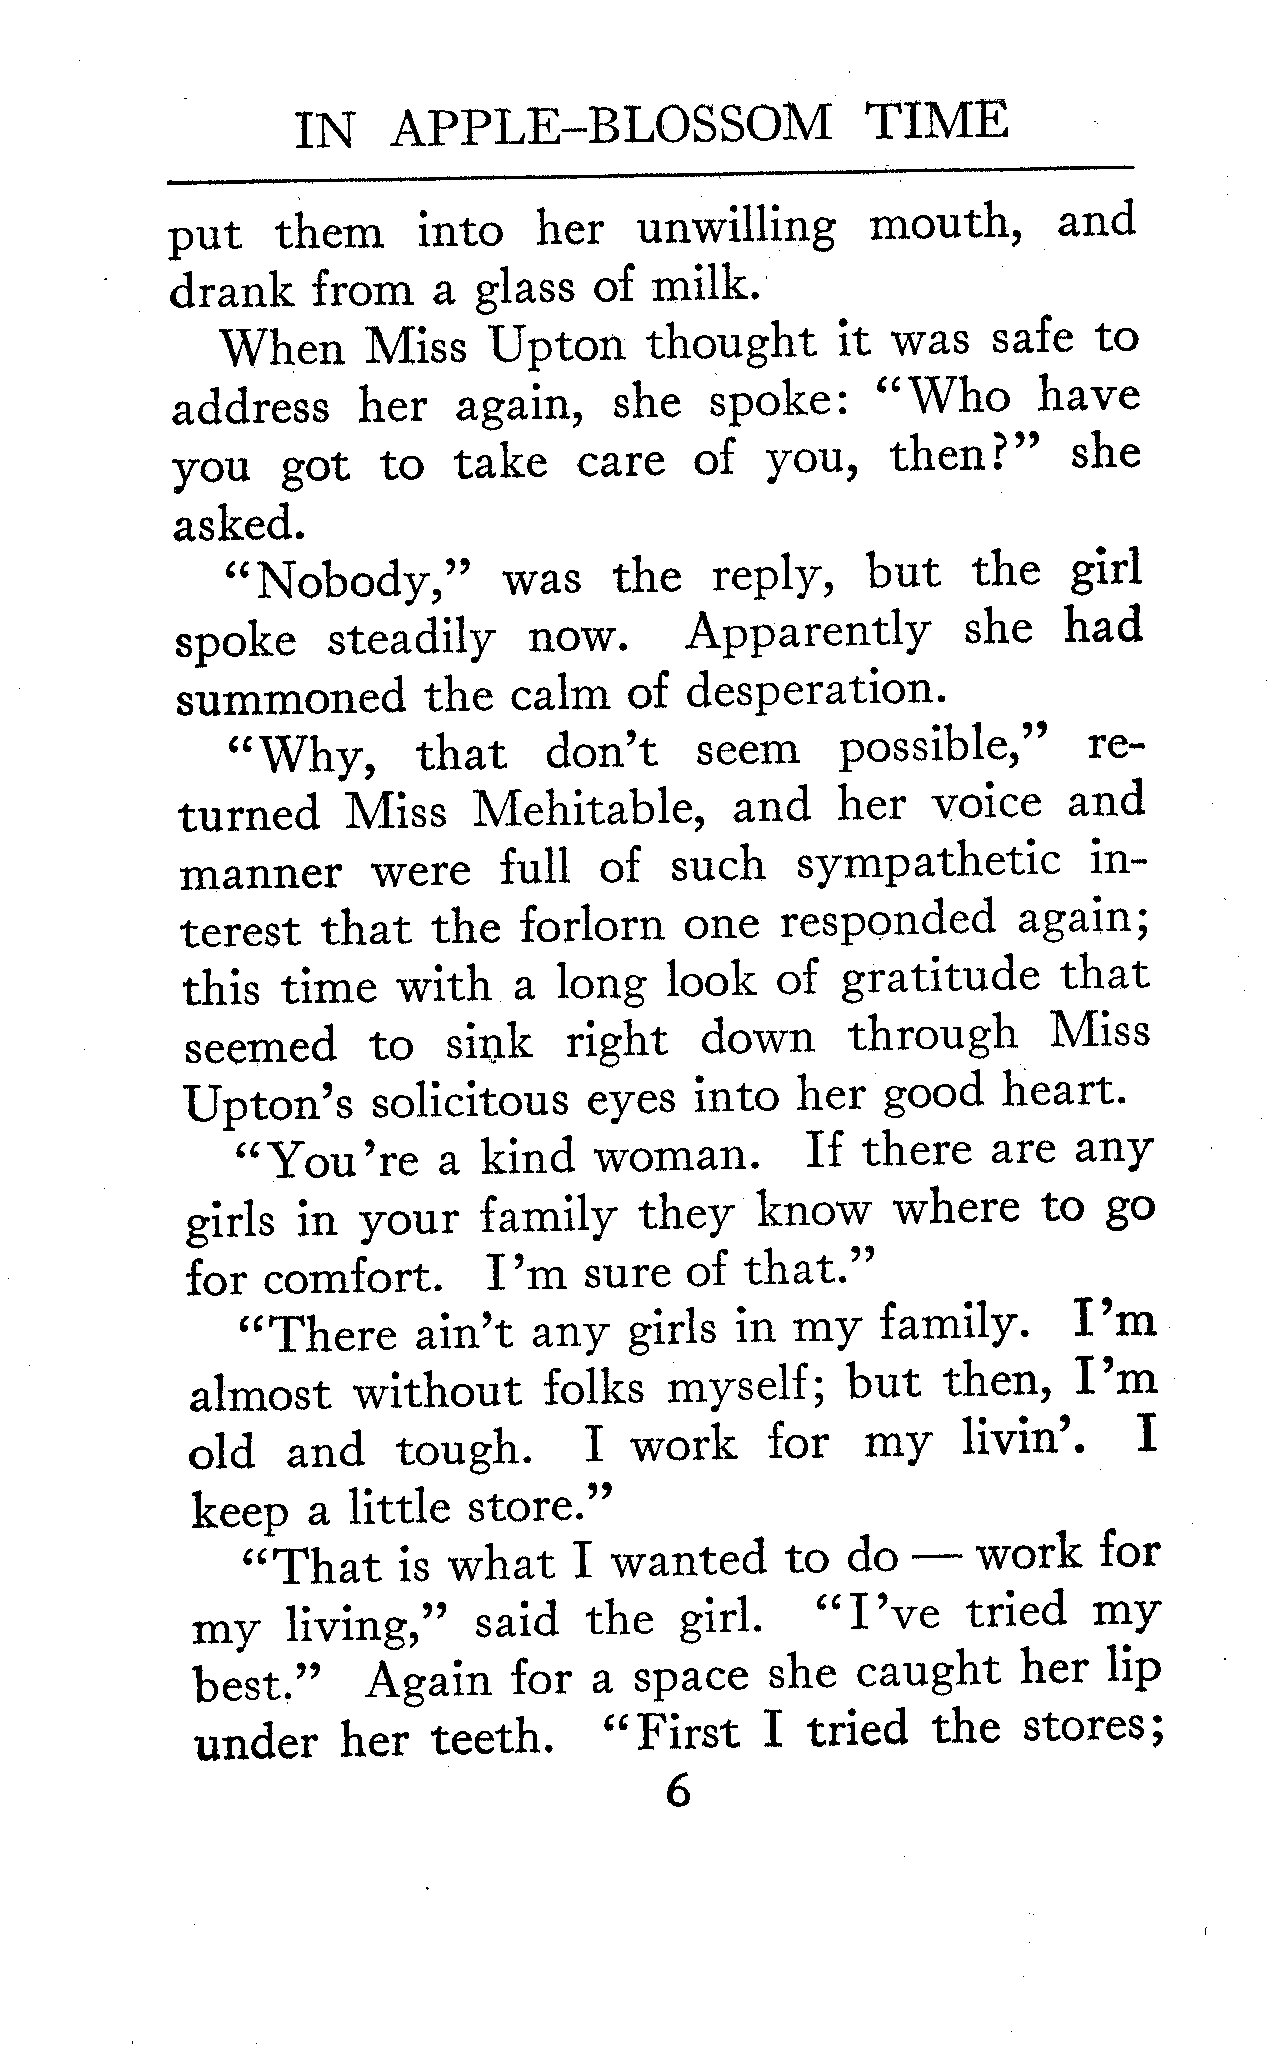 IN APPLE-BLOSSOM TIME
put them into her unwilling mouth, and
drank from a glass of milk.
When Miss Upton thought it was safe to
address her again, she spoke: “Who have
you got to take care of you, then?” she
asked.
“Nobody,” was the reply, but the girl
spoke steadily now. Apparently she had
summoned the calm of desperation.
“Why, that don’t seem possible,” re-
turned Miss Mehitable, and her voice and
manner were full of such sympathetic in-
terest that the forlorn one responded again;
this time with a long look of gratitude that
seemed to sink right down through Miss
Upton’s solicitous eyes into her good heart.
“You’re a kind woman. If there are any
girls in your family they know where to go
for comfort. I’m sure of that.”
“There ain’t any girls in my family. I’m
almost without folks myself; but then, I’m
old and tough. I work for my livin’. I
keep a little store.”
“That is what I wanted to do — work for
my living,” said the girl. “I’ve tried my
best.” Again for a space she caught her lip
under her teeth. “First I tried the stores;
6